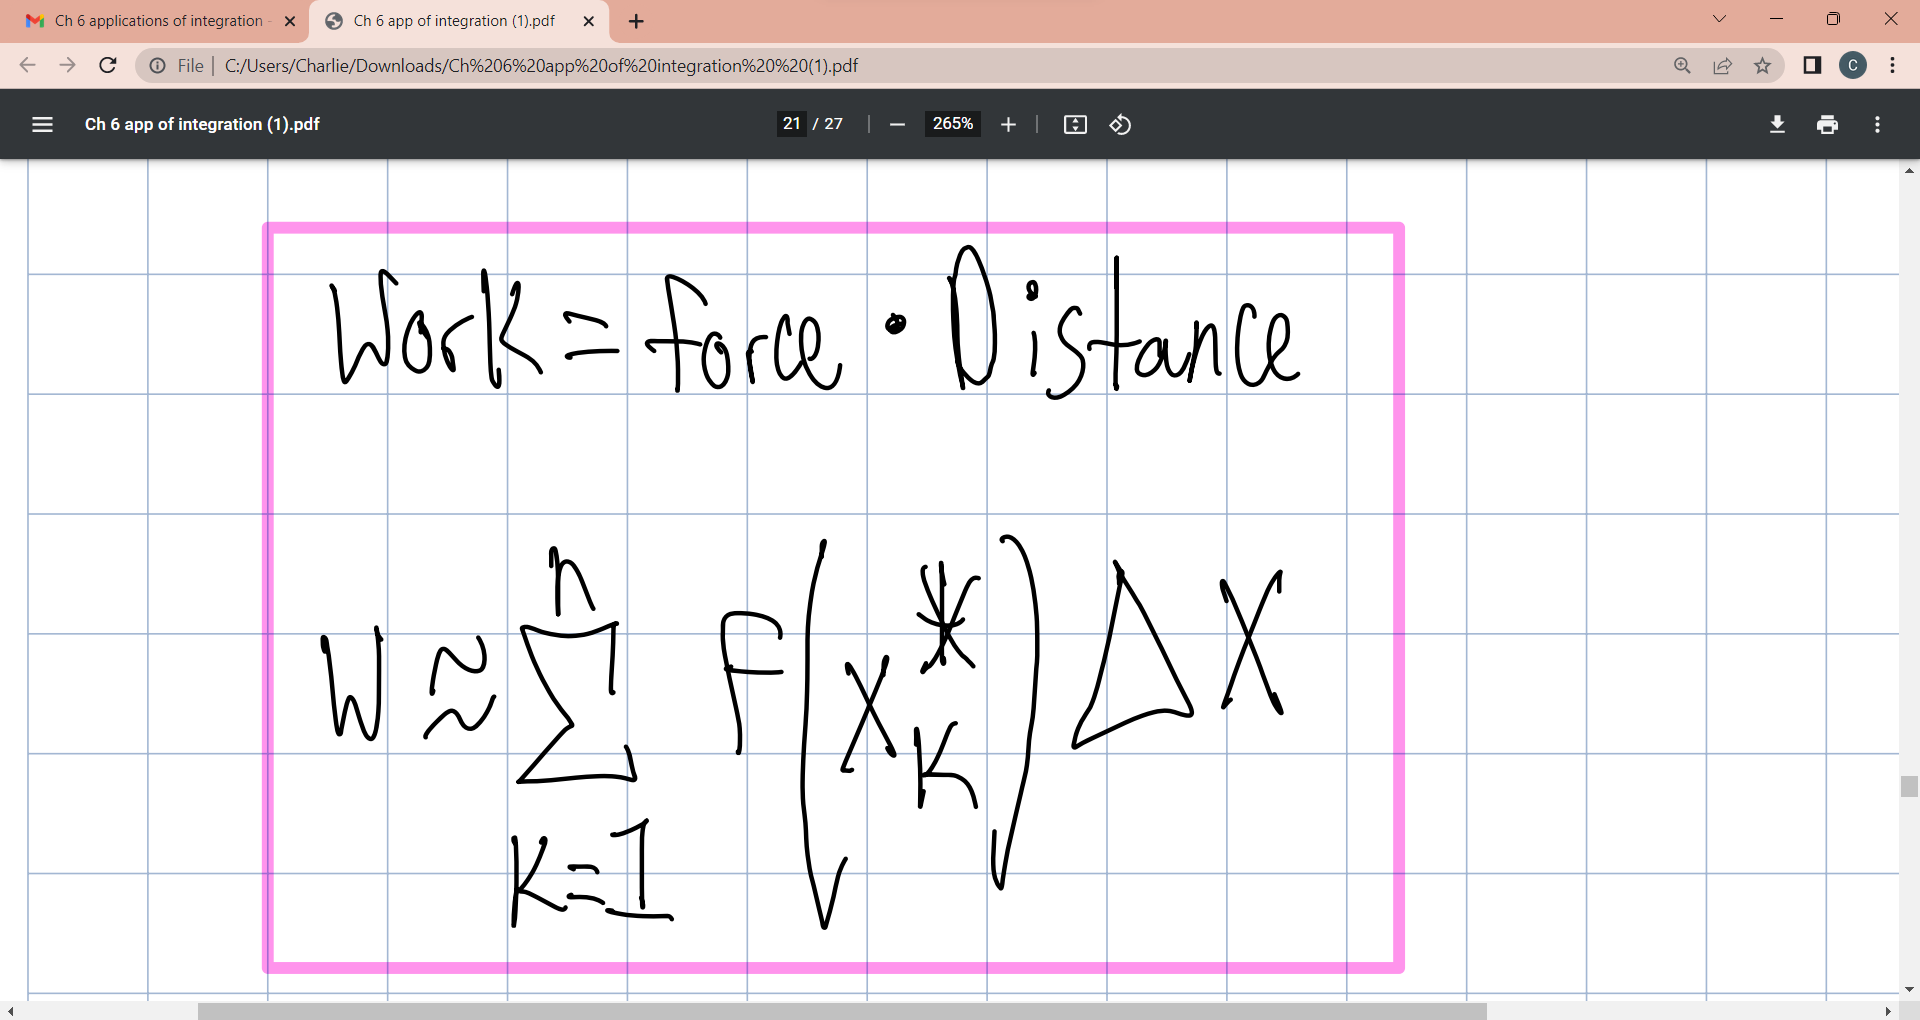 Ch 6 applications of integration
Ch 6 app of integration (1).pdf
File | C:/Users/Charlie/Downloads/Ch%206%20app%20of%20integration%20%20(1).pdf
C
Ch 6 app of integration (1).pdf
21 / 27
265%
Work = force • Distance
W ≈ n ∑ K=1 F(x*K) Δx